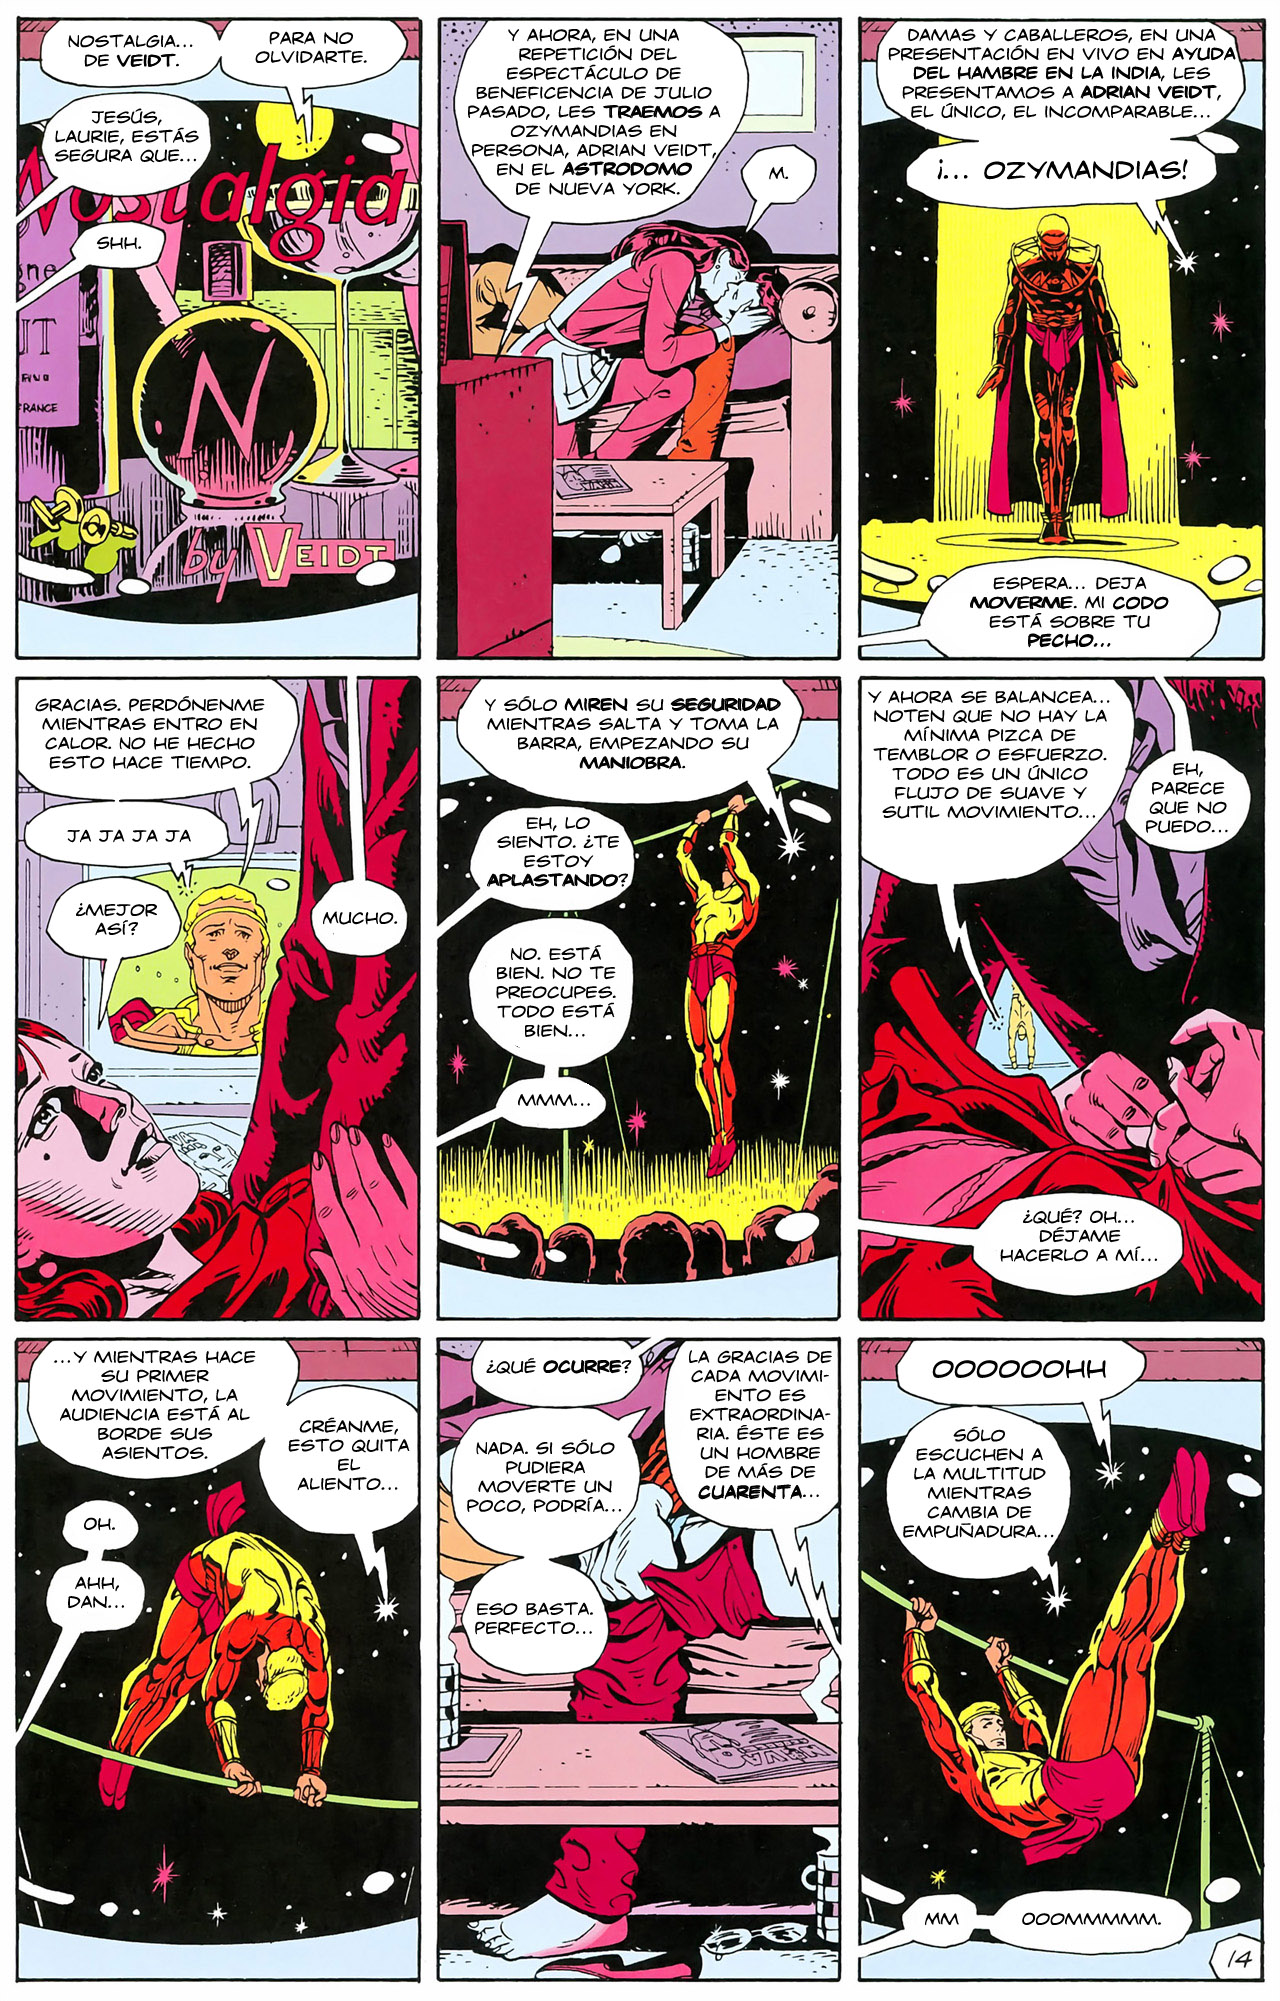 NOSTALGIA...
DE VEIDT.
PARA NO
OLVIDARTE.
JESÚS,
LAURIE, ESTÁS
SEGURA QUE...
SHH.
Nostalgia
gne
IT
FRANCE
N
by VEIDT
Y AHORA, EN UNA
REPETICIÓN DEL
ESPECTÁCULO DE
BENEFICENCIA DE JULIO
PASADO, LES TRAEMOS A
OZYMANDIAS EN
PERSONA, ADRIAN VEIDT,
EN EL ASTRODOMO
DE NUEVA YORK.
M.
DAMAS Y CABALLEROS, EN UNA
PRESENTACIÓN EN VIVO EN AYUDA
DEL HAMBRE EN LA INDIA, LES
PRESENTAMOS A ADRIAN VEIDT,
EL ÚNICO, EL INCOMPARABLE...
¡... OZYMANDIAS!
ESPERA... DEJA
MOVERME. MI CODO
ESTÁ SOBRE TU
PECHO...
GRACIAS. PERDÓNENME
MIENTRAS ENTRO EN
CALOR. NO HE HECHO
ESTO HACE TIEMPO.
JA JA JA JA
¿MEJOR
ASÍ?
MUCHO.
Y SÓLO MIREN SU SEGURIDAD
MIENTRAS SALTA Y TOMA LA
BARRA, EMPEZANDO SU
MANIOBRA.
EH, LO
SIENTO. ¿TE
ESTOY
APLASTANDO?
NO. ESTÁ
BIEN. NO TE
PREOCUPES.
TODO ESTÁ
BIEN...
MMM...
Y AHORA SE BALANCEA...
NOTEN QUE NO HAY LA
MÍNIMA PIZCA DE
TEMBLOR O ESFUERZO.
TODO ES UN ÚNICO
FLUJO DE SUAVE Y
SUTIL MOVIMIENTO...
EH,
PARECE
QUE NO
PUEDO...
¿QUÉ? OH...
DÉJAME
HACERLO A MÍ...
...Y MIENTRAS HACE
SU PRIMER
MOVIMIENTO, LA
AUDIENCIA ESTÁ AL
BORDE SUS
ASIENTOS.
CRÉANME,
ESTO QUITA
EL
ALIENTO...
OH.
AHH,
DAN...
¿QUÉ OCURRE?
LA GRACIAS DE
CADA MOVIMI-
ENTO ES
EXTRAORDINA-
RIA. ÉSTE ES
UN HOMBRE
DE MÁS DE
CUARENTA...
NADA. SI SÓLO
PUDIERA
MOVERTE UN
POCO, PODRÍA...
ESO BASTA.
PERFECTO...
OOOOOOHH
SÓLO
ESCUCHEN A
LA MULTITUD
MIENTRAS
CAMBIA DE
EMPUÑADURA...
MM
OOOMMMMM.
14